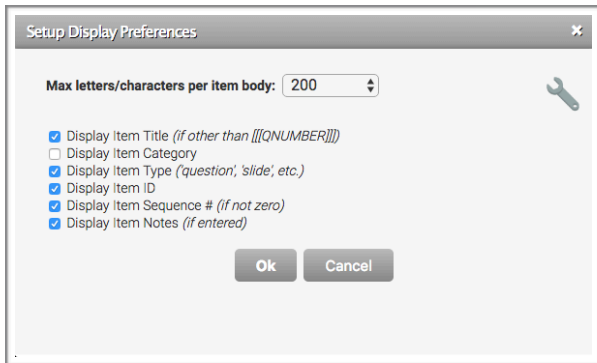 Setup Display Preferences
Max letters/characters per item body: 200
Display Item Title (if other than [[[QNUMBER]]])
Display Item Category
Display Item Type ('question', 'slide', etc.)
Display Item ID
Display Item Sequence # (if not zero)
Display Item Notes (if entered)
Ok Cancel